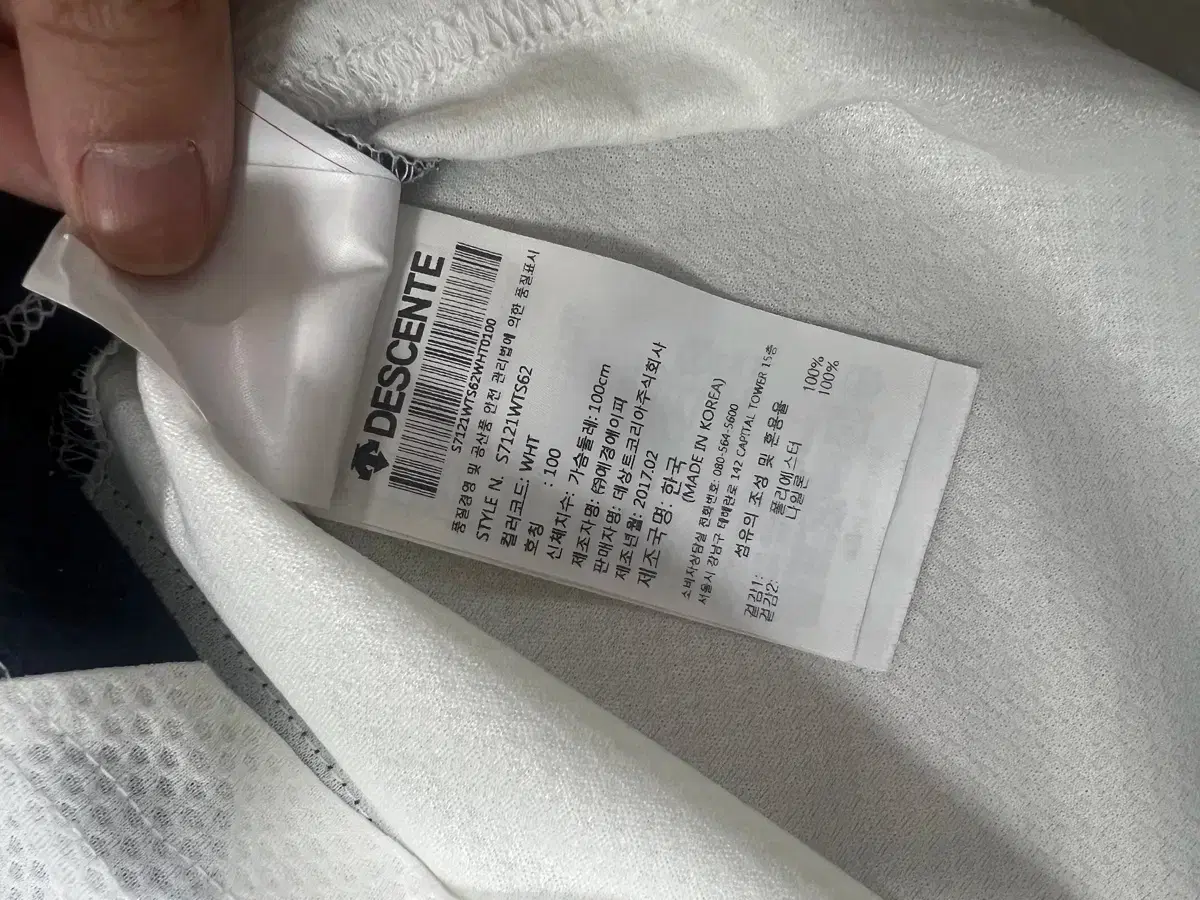 DESCENTE
S7121WTS62WHT0100
품질경영 및 공산품 안전 관리법에 의한 품질표시
STYLE N. S7121WTS62
컬러코드: WHT
호칭 : 100
신체치수: 가슴둘레: 100cm
제조자명: ㈜예경에이피
판매자명: 데상트코리아주식회사
제조년월: 2017.02
제조국명: 한국
(MADE IN KOREA)
소비자상담실 전화번호: 080-564-5600
서울시 강남구 테헤란로 142 CAPITAL TOWER 15층
섬유의 조성 및 혼용율
겉감1: 폴리에스터 100%
겉감2: 나일론 100%